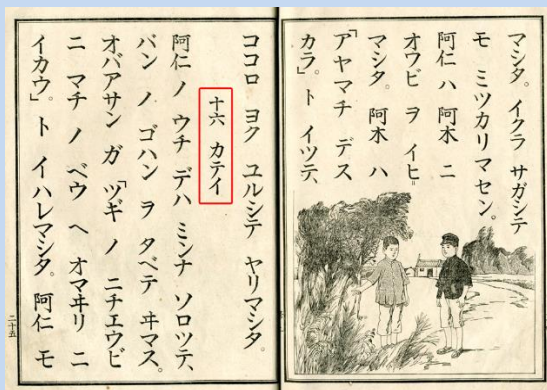 マシタ。イクラ サガシテ
モ ミツカリマセン。
阿仁 ハ 阿木 ニ
オワビ ヲ イヒ
マシタ。阿木 ハ
「アヤマチ デス
カラ。」ト イツテ、
ココロ ヨク ユルシテ ヤリマシタ。
十六 カテイ
阿仁 ノ ウチ デハ ミンナ ソロツテ、
バン ノ ゴハン ヲ タベテ ヰマス。
オバアサン ガ「ツギ ノ ニチエウビ
ニ マチ ノ ベウ ヘ オマヰリ ニ
イカウ。」ト イハレマシタ。阿仁 モ
二十五